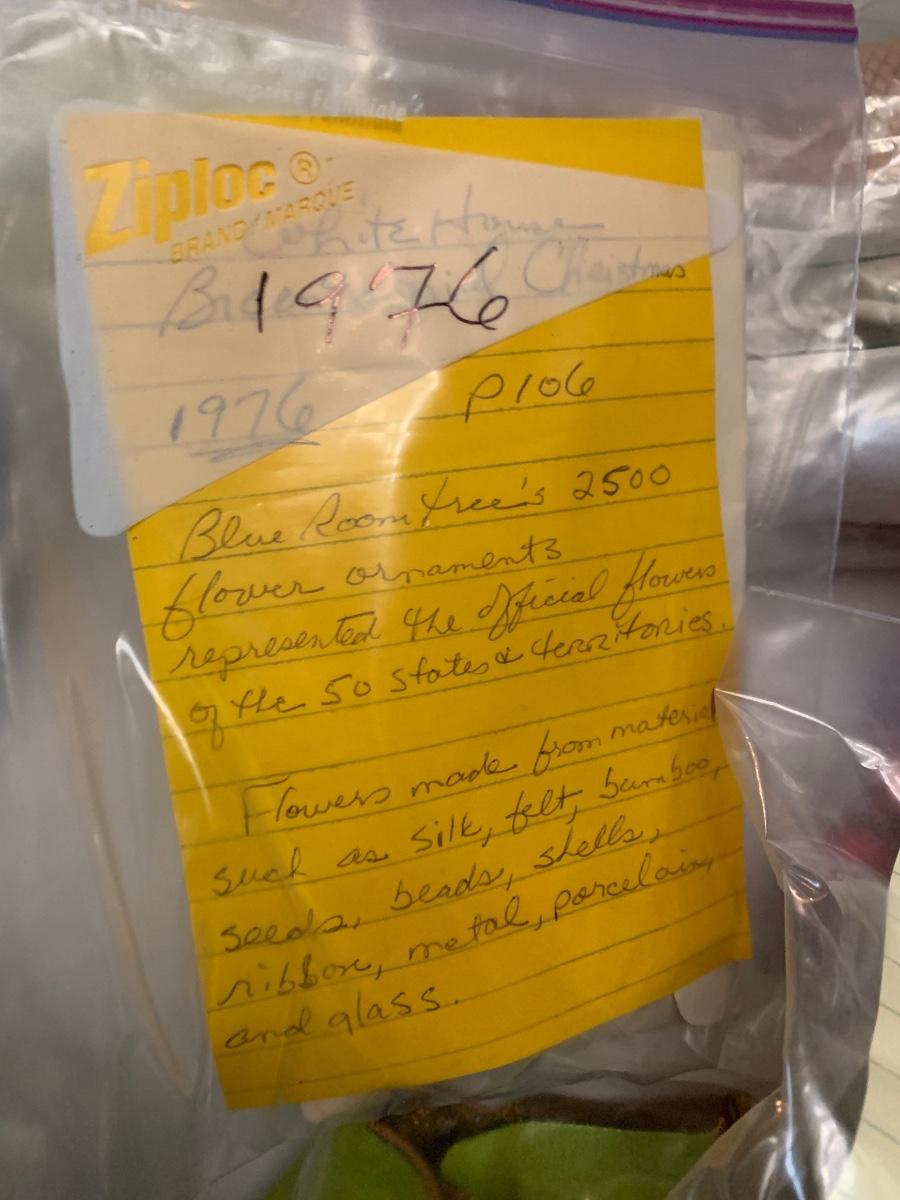 Johnson
Ziploc ®
BRAND / MARQUE
White House
Bicentennial Christmas
1976
1976 P106
Blue Room tree's 2500
flower ornaments
represented the official flowers
of the 50 states & territories.
Flowers made from material
such as silk, felt, bamboo,
seeds, beads, shells,
ribbon, metal, porcelain,
and glass.